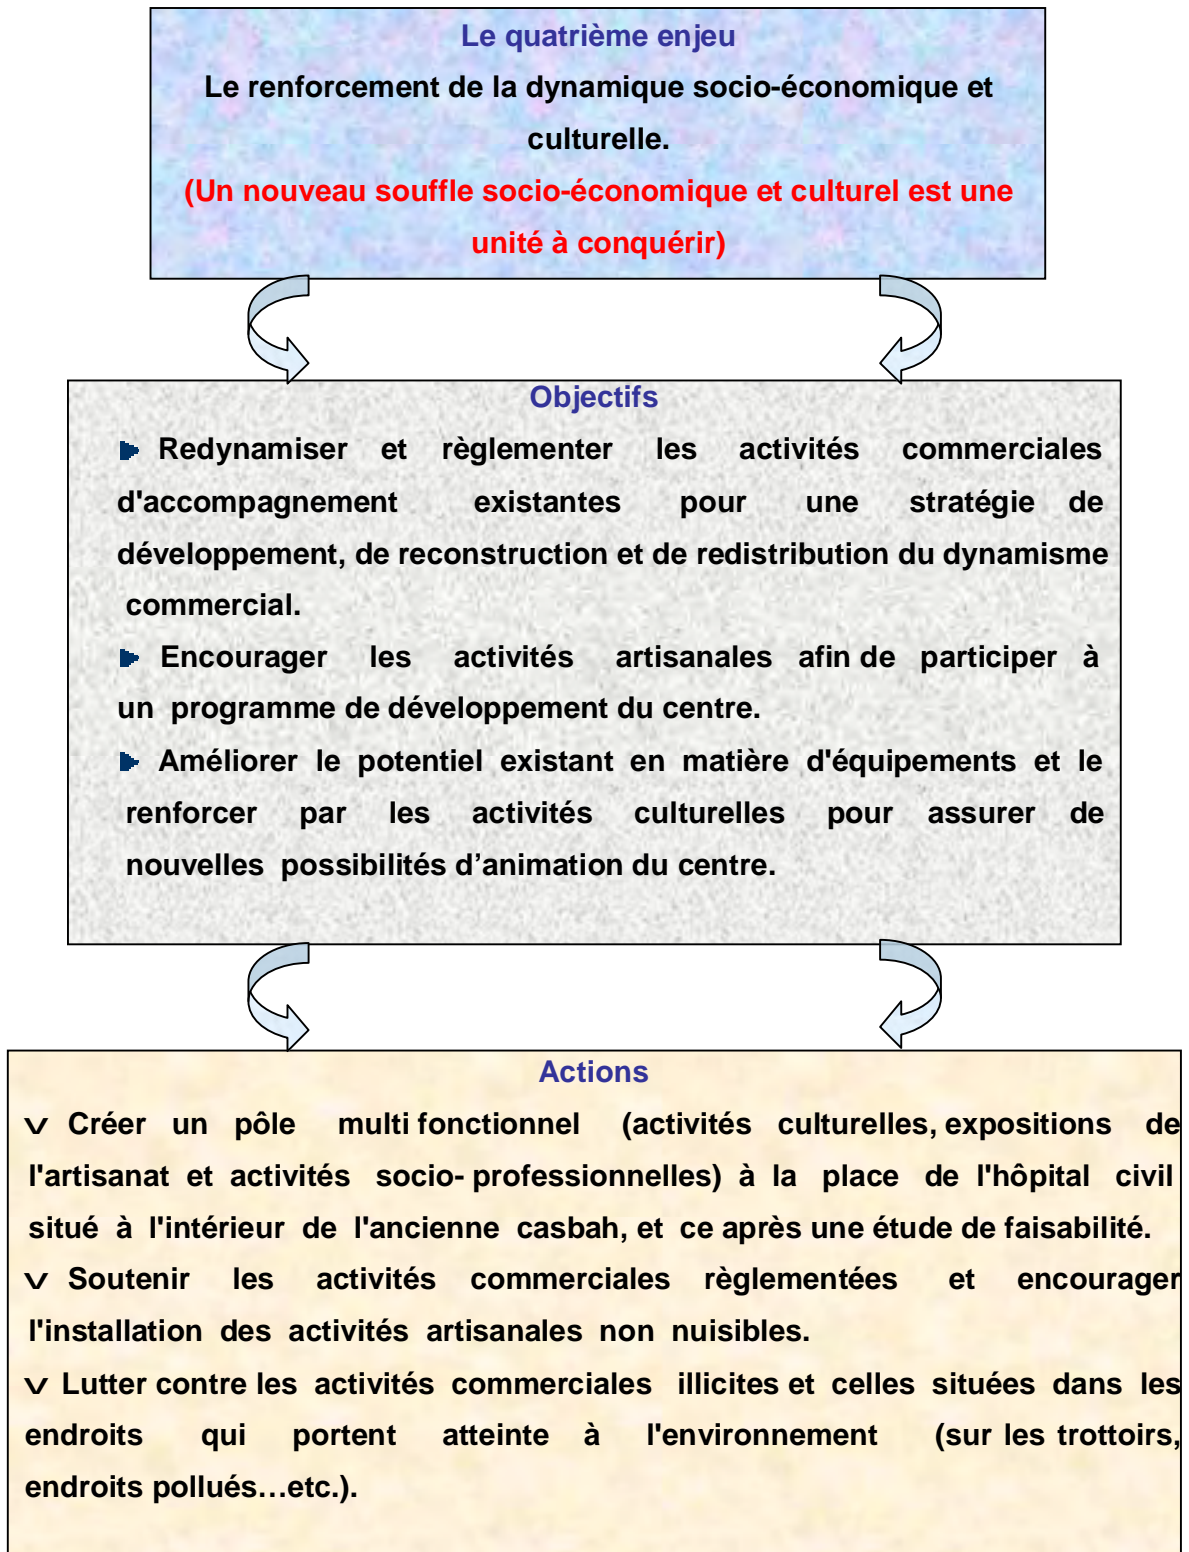 Le quatrième enjeu
Le renforcement de la dynamique socio-économique et
culturelle.
(Un nouveau souffle socio-économique et culturel est une
unité à conquérir)
Objectifs
Redynamiser et règlementer les activités commerciales
d'accompagnement existantes pour une stratégie de
développement, de reconstruction et de redistribution du dynamisme
commercial.
Encourager les activités artisanales afin de participer à
un programme de développement du centre.
Améliorer le potentiel existant en matière d'équipements et le
renforcer par les activités culturelles pour assurer de
nouvelles possibilités d’animation du centre.
Actions
v Créer un pôle multi fonctionnel (activités culturelles, expositions de
l'artisanat et activités socio- professionnelles) à la place de l'hôpital civil
situé à l'intérieur de l'ancienne casbah, et ce après une étude de faisabilité.
v Soutenir les activités commerciales règlementées et encourager
l'installation des activités artisanales non nuisibles.
v Lutter contre les activités commerciales illicites et celles situées dans les
endroits qui portent atteinte à l'environnement (sur les trottoirs,
endroits pollués…etc.).